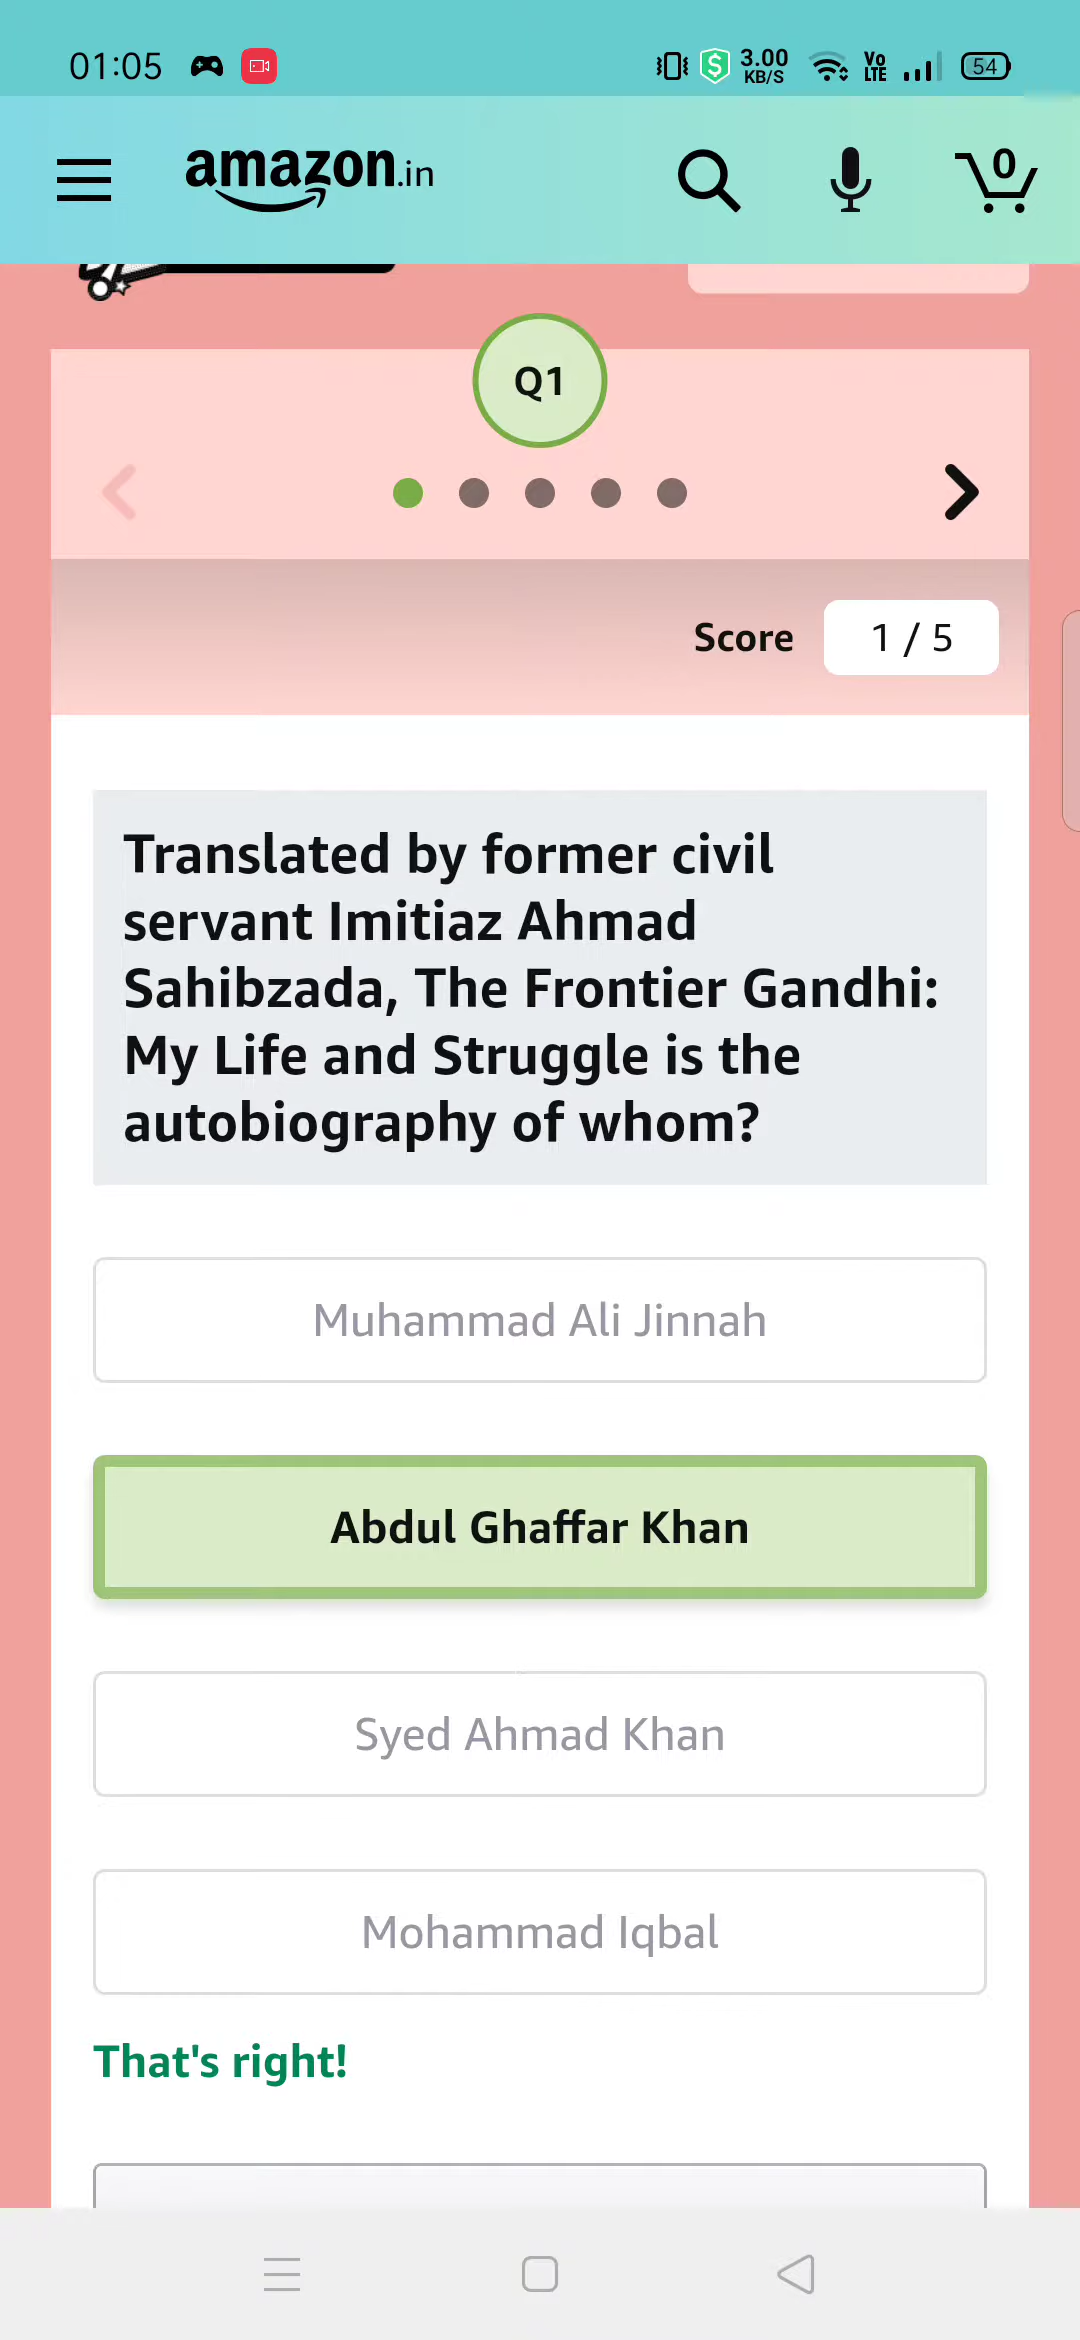 01:05
3.00
KB/S
Vo
LTE
54
amazon.in
0
Q1
Score
1 / 5
Translated by former civil
servant Imitiaz Ahmad
Sahibzada, The Frontier Gandhi:
My Life and Struggle is the
autobiography of whom?
Muhammad Ali Jinnah
Abdul Ghaffar Khan
Syed Ahmad Khan
Mohammad Iqbal
That's right!